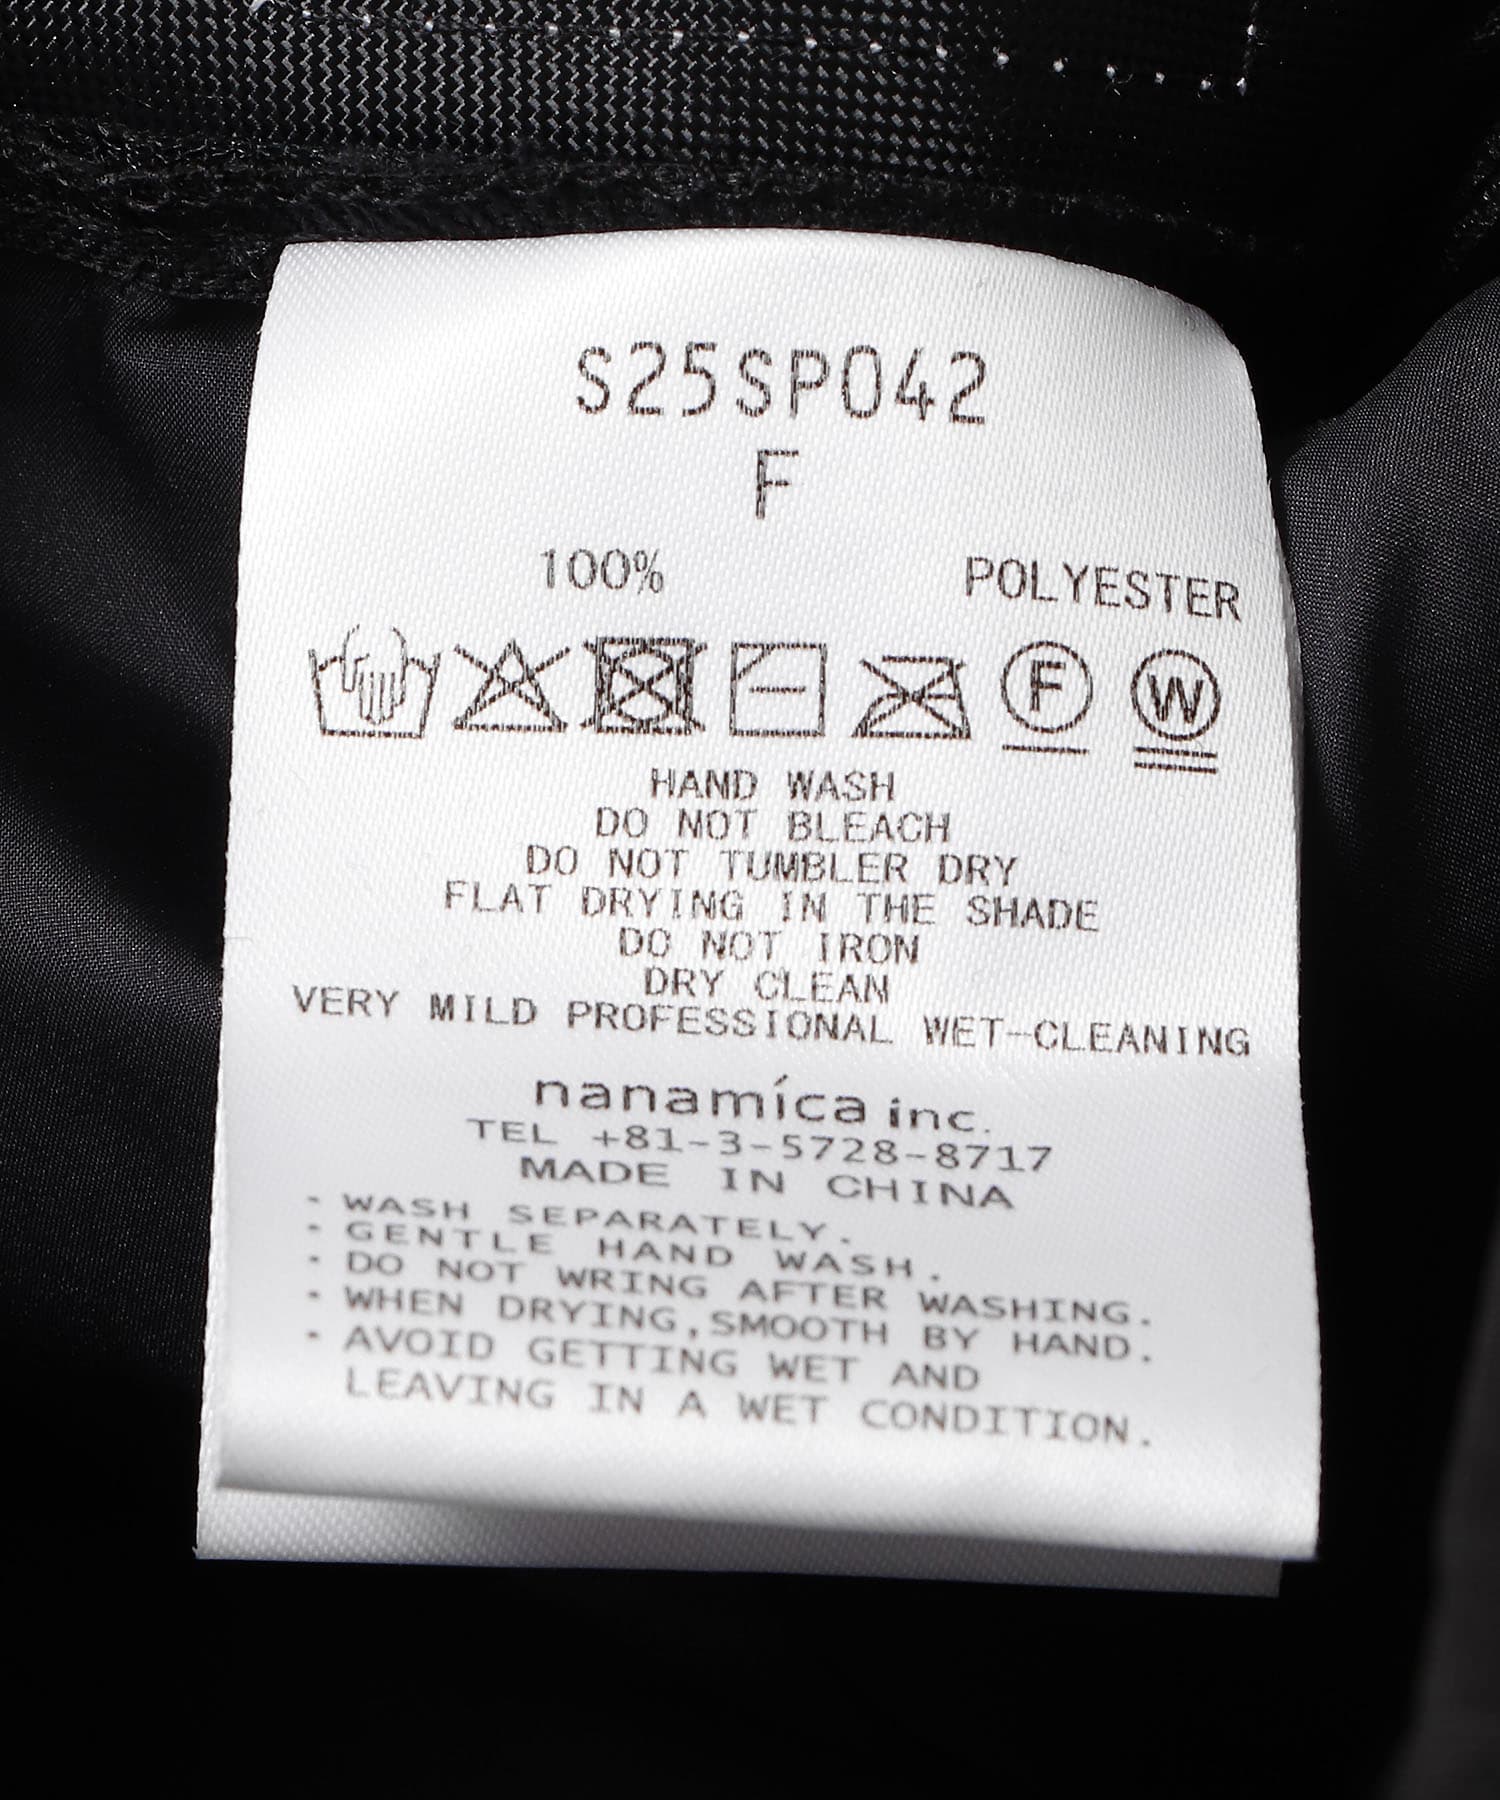 S25SP042
F
100% POLYESTER
F W
HAND WASH
DO NOT BLEACH
DO NOT TUMBLER DRY
FLAT DRYING IN THE SHADE
DO NOT IRON
DRY CLEAN
VERY MILD PROFESSIONAL WET-CLEANING
nanamíca inc.
TEL +81-3-5728-8717
MADE IN CHINA
- WASH SEPARATELY.
- GENTLE HAND WASH.
- DO NOT WRING AFTER WASHING.
- WHEN DRYING,SMOOTH BY HAND.
- AVOID GETTING WET AND
LEAVING IN A WET CONDITION.